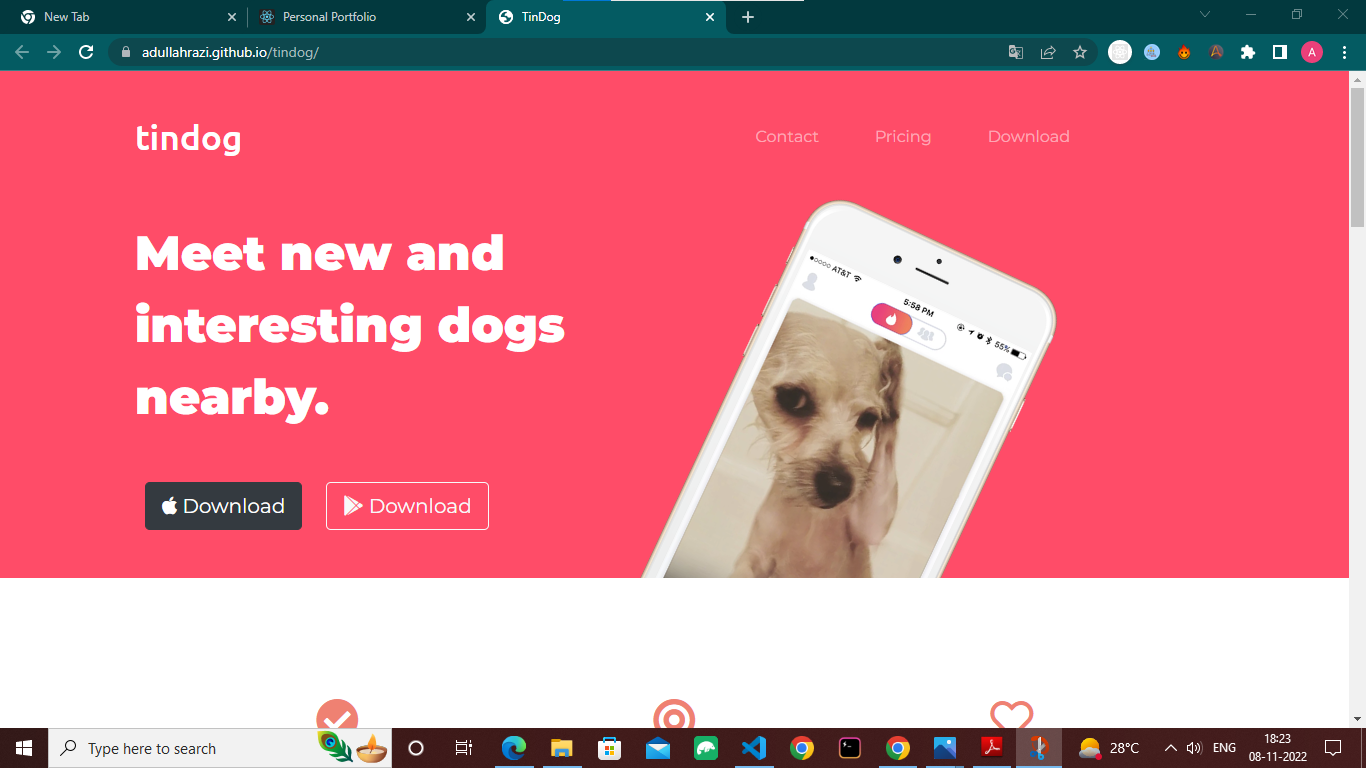 New Tab
Personal Portfolio
TinDog
adullahrazi.github.io/tindog/
A
tindog
Contact
Pricing
Download
Meet new and
interesting dogs
nearby.
AT&T
5:58 PM
55%
Download
Download
Type here to search
28°C
ENG
18:23
08-11-2022